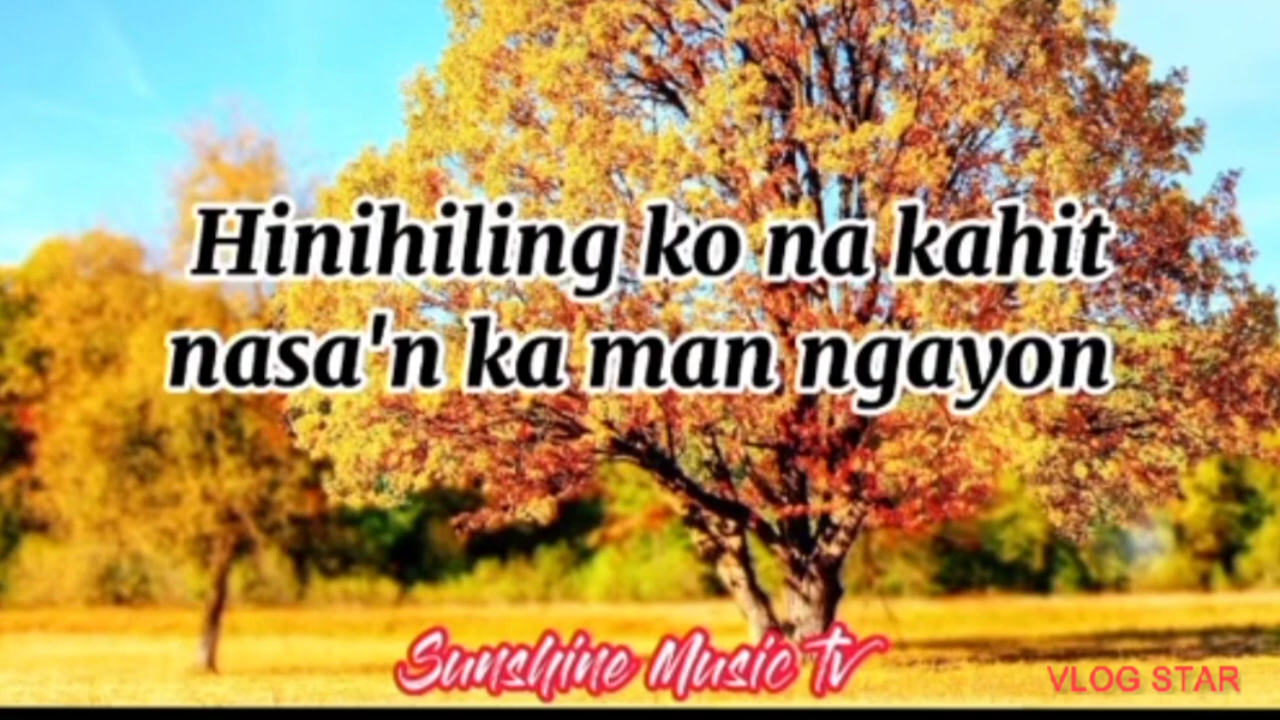 Hinihiling ko na kahit
nasa'n ka man ngayon
Sunshine Music Tv
VLOG STAR